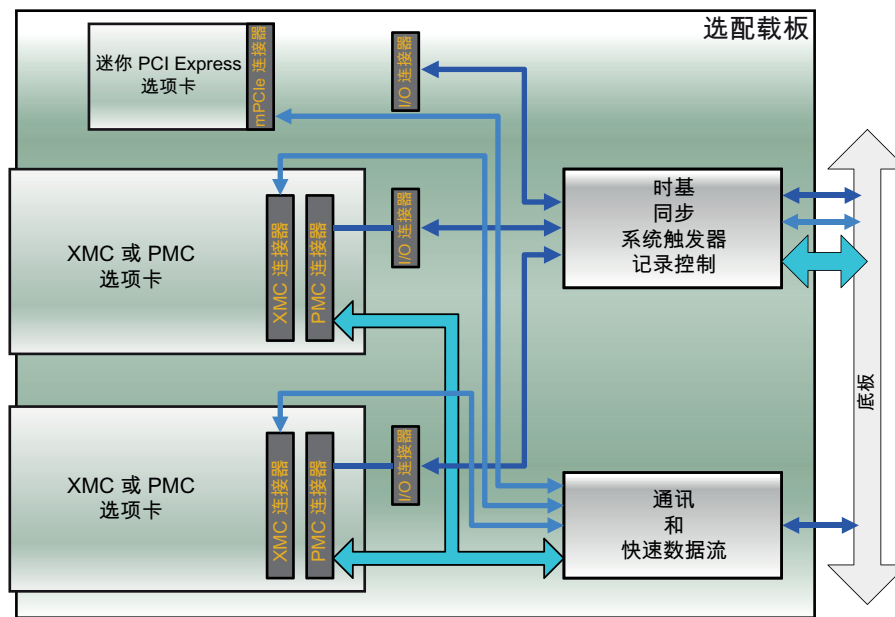 选配载板
迷你 PCI Express
选项卡
mPCIe 连接器
I/O 连接器
XMC 或 PMC
选项卡
XMC 连接器
PMC 连接器
I/O 连接器
时基
同步
系统触发器
记录控制
底板
XMC 或 PMC
选项卡
XMC 连接器
PMC 连接器
I/O 连接器
通讯
和
快速数据流